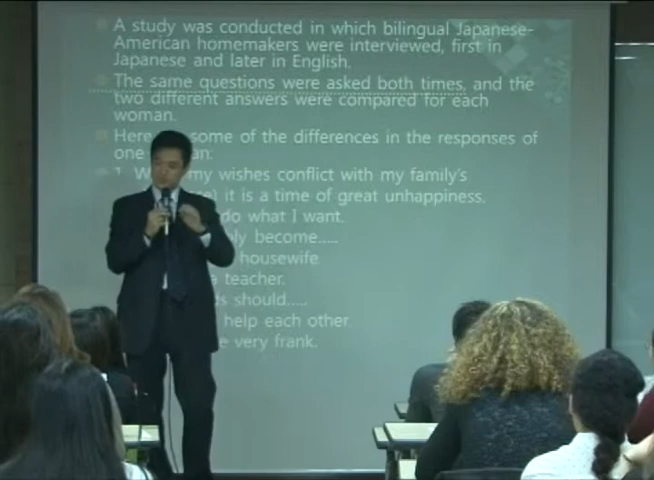 A study was conducted in which bilingual Japanese-
American homemakers were interviewed, first in
Japanese and later in English.
The same questions were asked both times, and the
two different answers were compared for each
woman.
Here some of the differences in the responses of
one
1. my wishes conflict with my family's
it is a time of great unhappiness.
do what I want.
become.....
housewife
teacher.
should.....
help each other.
very frank.